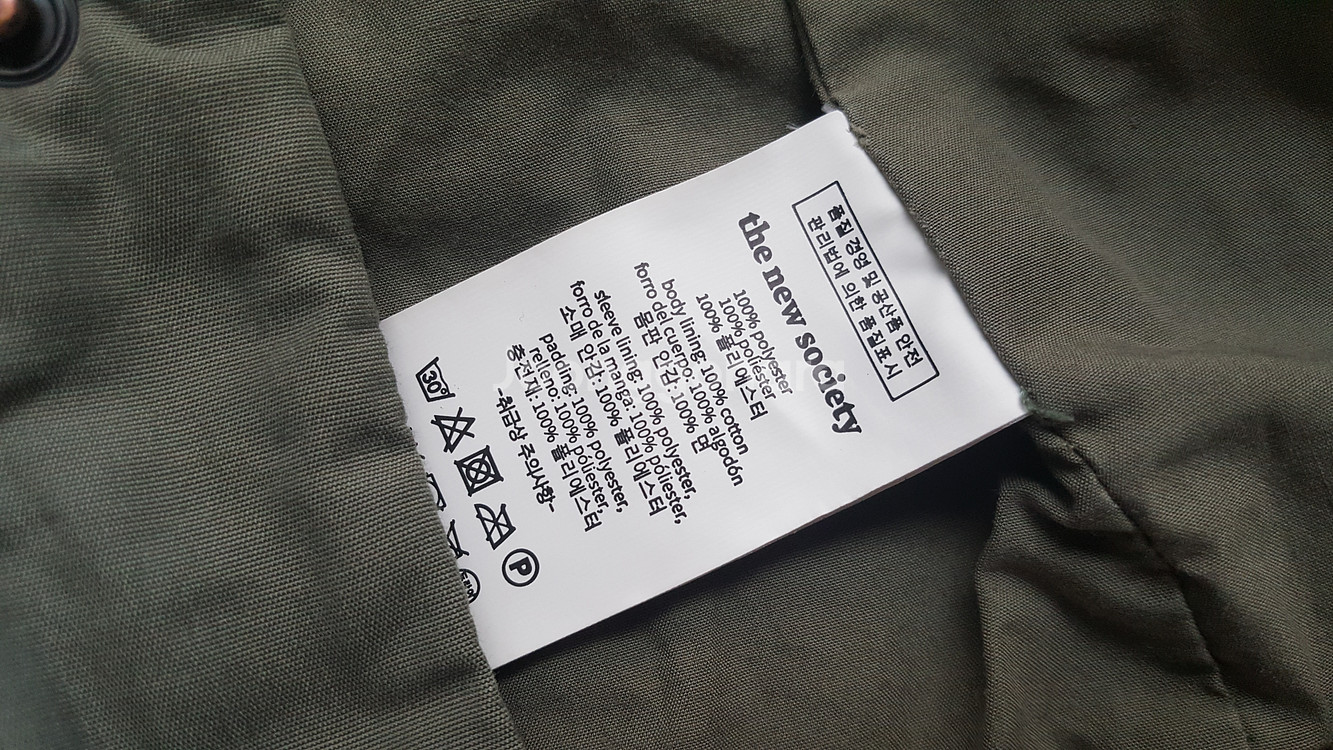 품질 경영 및 공산품 안전
관리법에 의한 품질표시
the new society
100% polyester
100% poliéster
100% 폴리에스터
body lining: 100% cotton
forro del cuerpo: 100% algodón
몸판 안감: 100% 면
sleeve lining: 100% polyester,
forro de la manga: 100% póliester,
소매 안감: 100% 폴리에스터
padding: 100% polyester,
relleno: 100% póliester,
충전재: 100% 폴리에스터
-취급상 주의사항-
30°
P